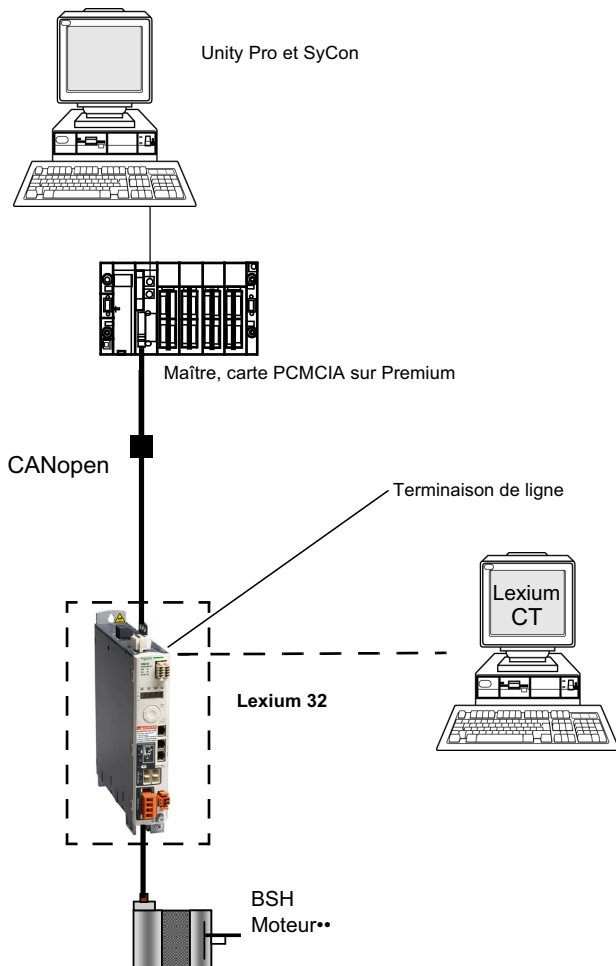 Unity Pro et SyCon
Maître, carte PCMCIA sur Premium
CANopen
Terminaison de ligne
Lexium
CT
Lexium 32
BSH
Moteur••